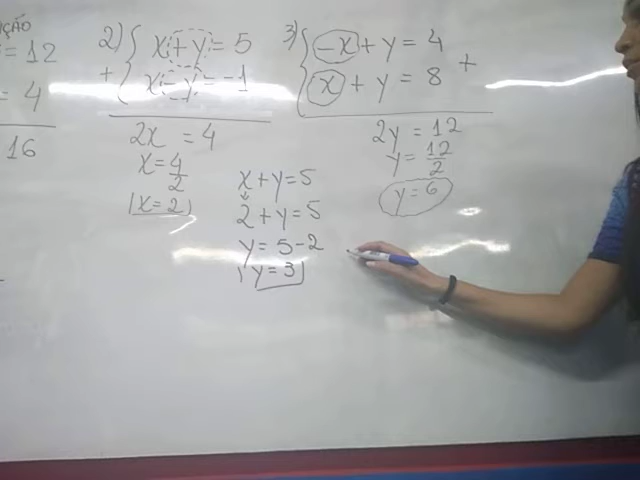 ÇÃO
= 12
= 4
16
2) { x + y = 5
+ { x - y = -1
2x = 4
x = 4/2
x = 2
x + y = 5
2 + y = 5
y = 5 - 2
y = 3
3) { -x + y = 4
x + y = 8 +
2y = 12
y = 12/2
y = 6